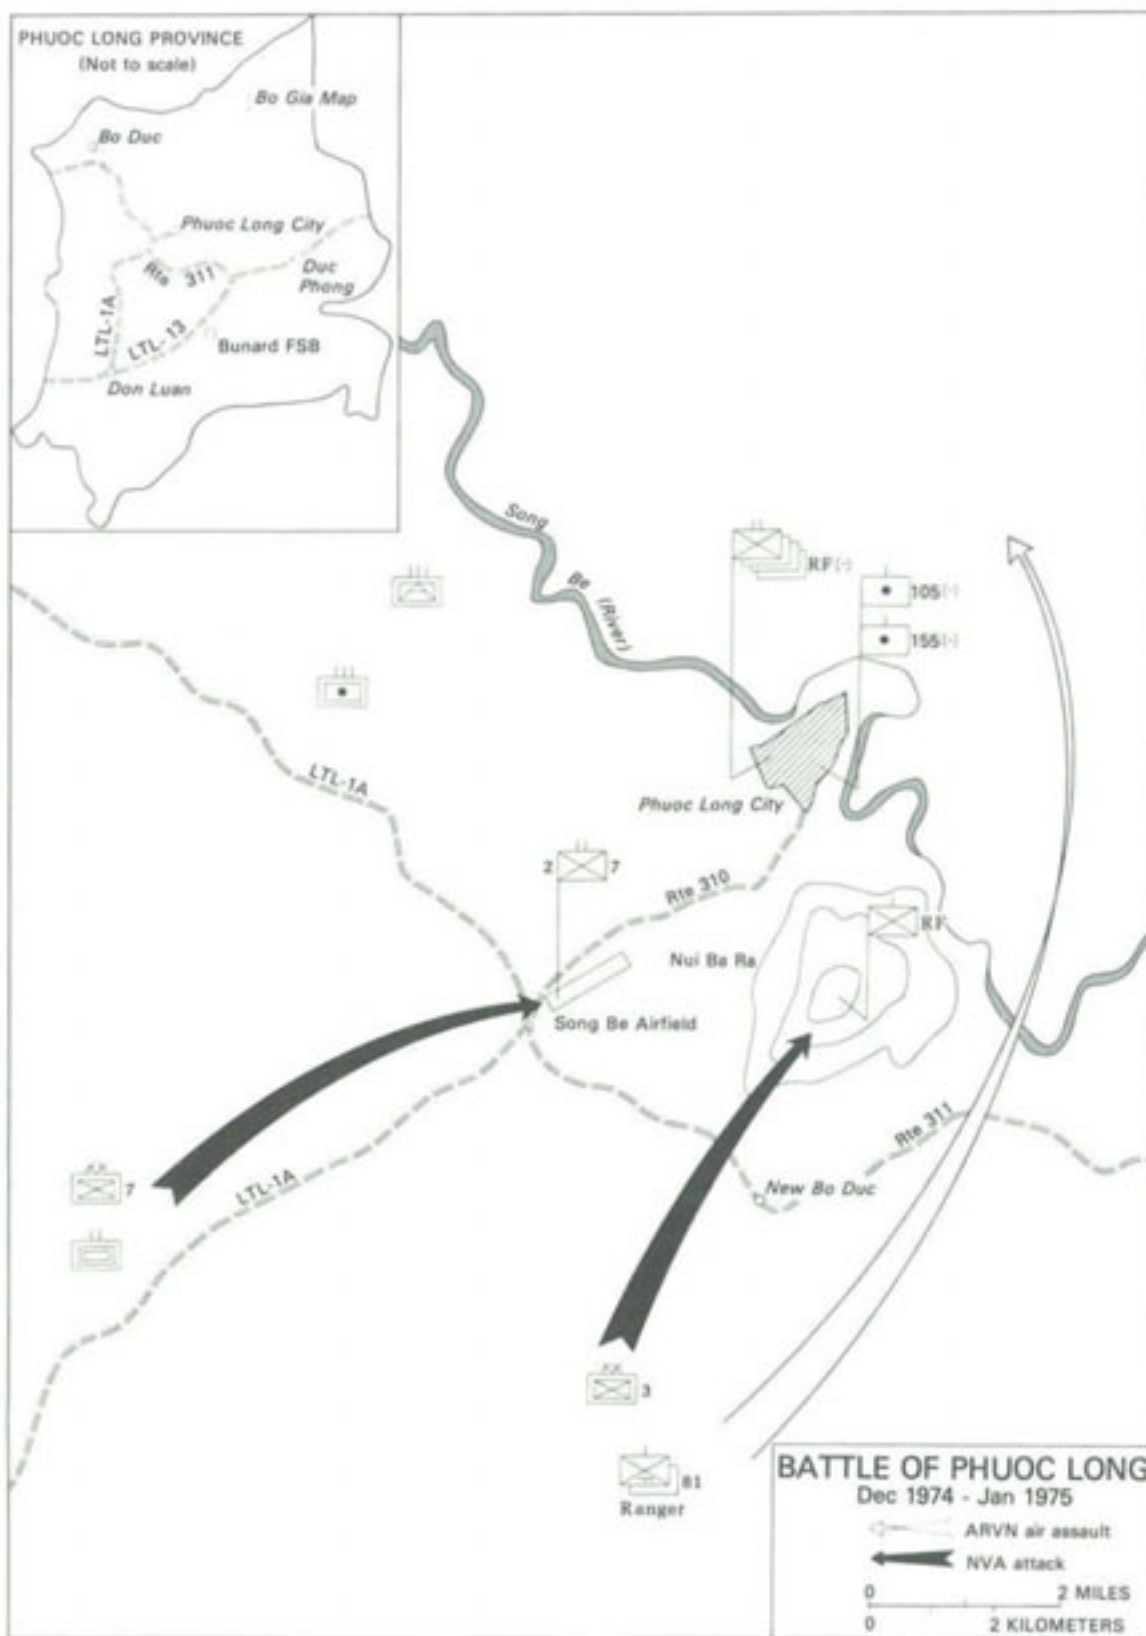 PHUOC LONG PROVINCE
(Not to scale)
Bo Gia Map
Bo Duc
Phuoc Long City
Rte 311
Duc
Phong
LTL-1A
LTL-13
Bunard FSB
Don Luan
Song
Be (River)
RF(-)
105(-)
155(-)
LTL-1A
Phuoc Long City
2 7
Rte 310
RF
Nui Ba Ra
Song Be Airfield
Rte 311
7
LTL-1A
New Bo Duc
3
81
Ranger
BATTLE OF PHUOC LONG
Dec 1974 - Jan 1975
ARVN air assault
NVA attack
0 2 MILES
0 2 KILOMETERS